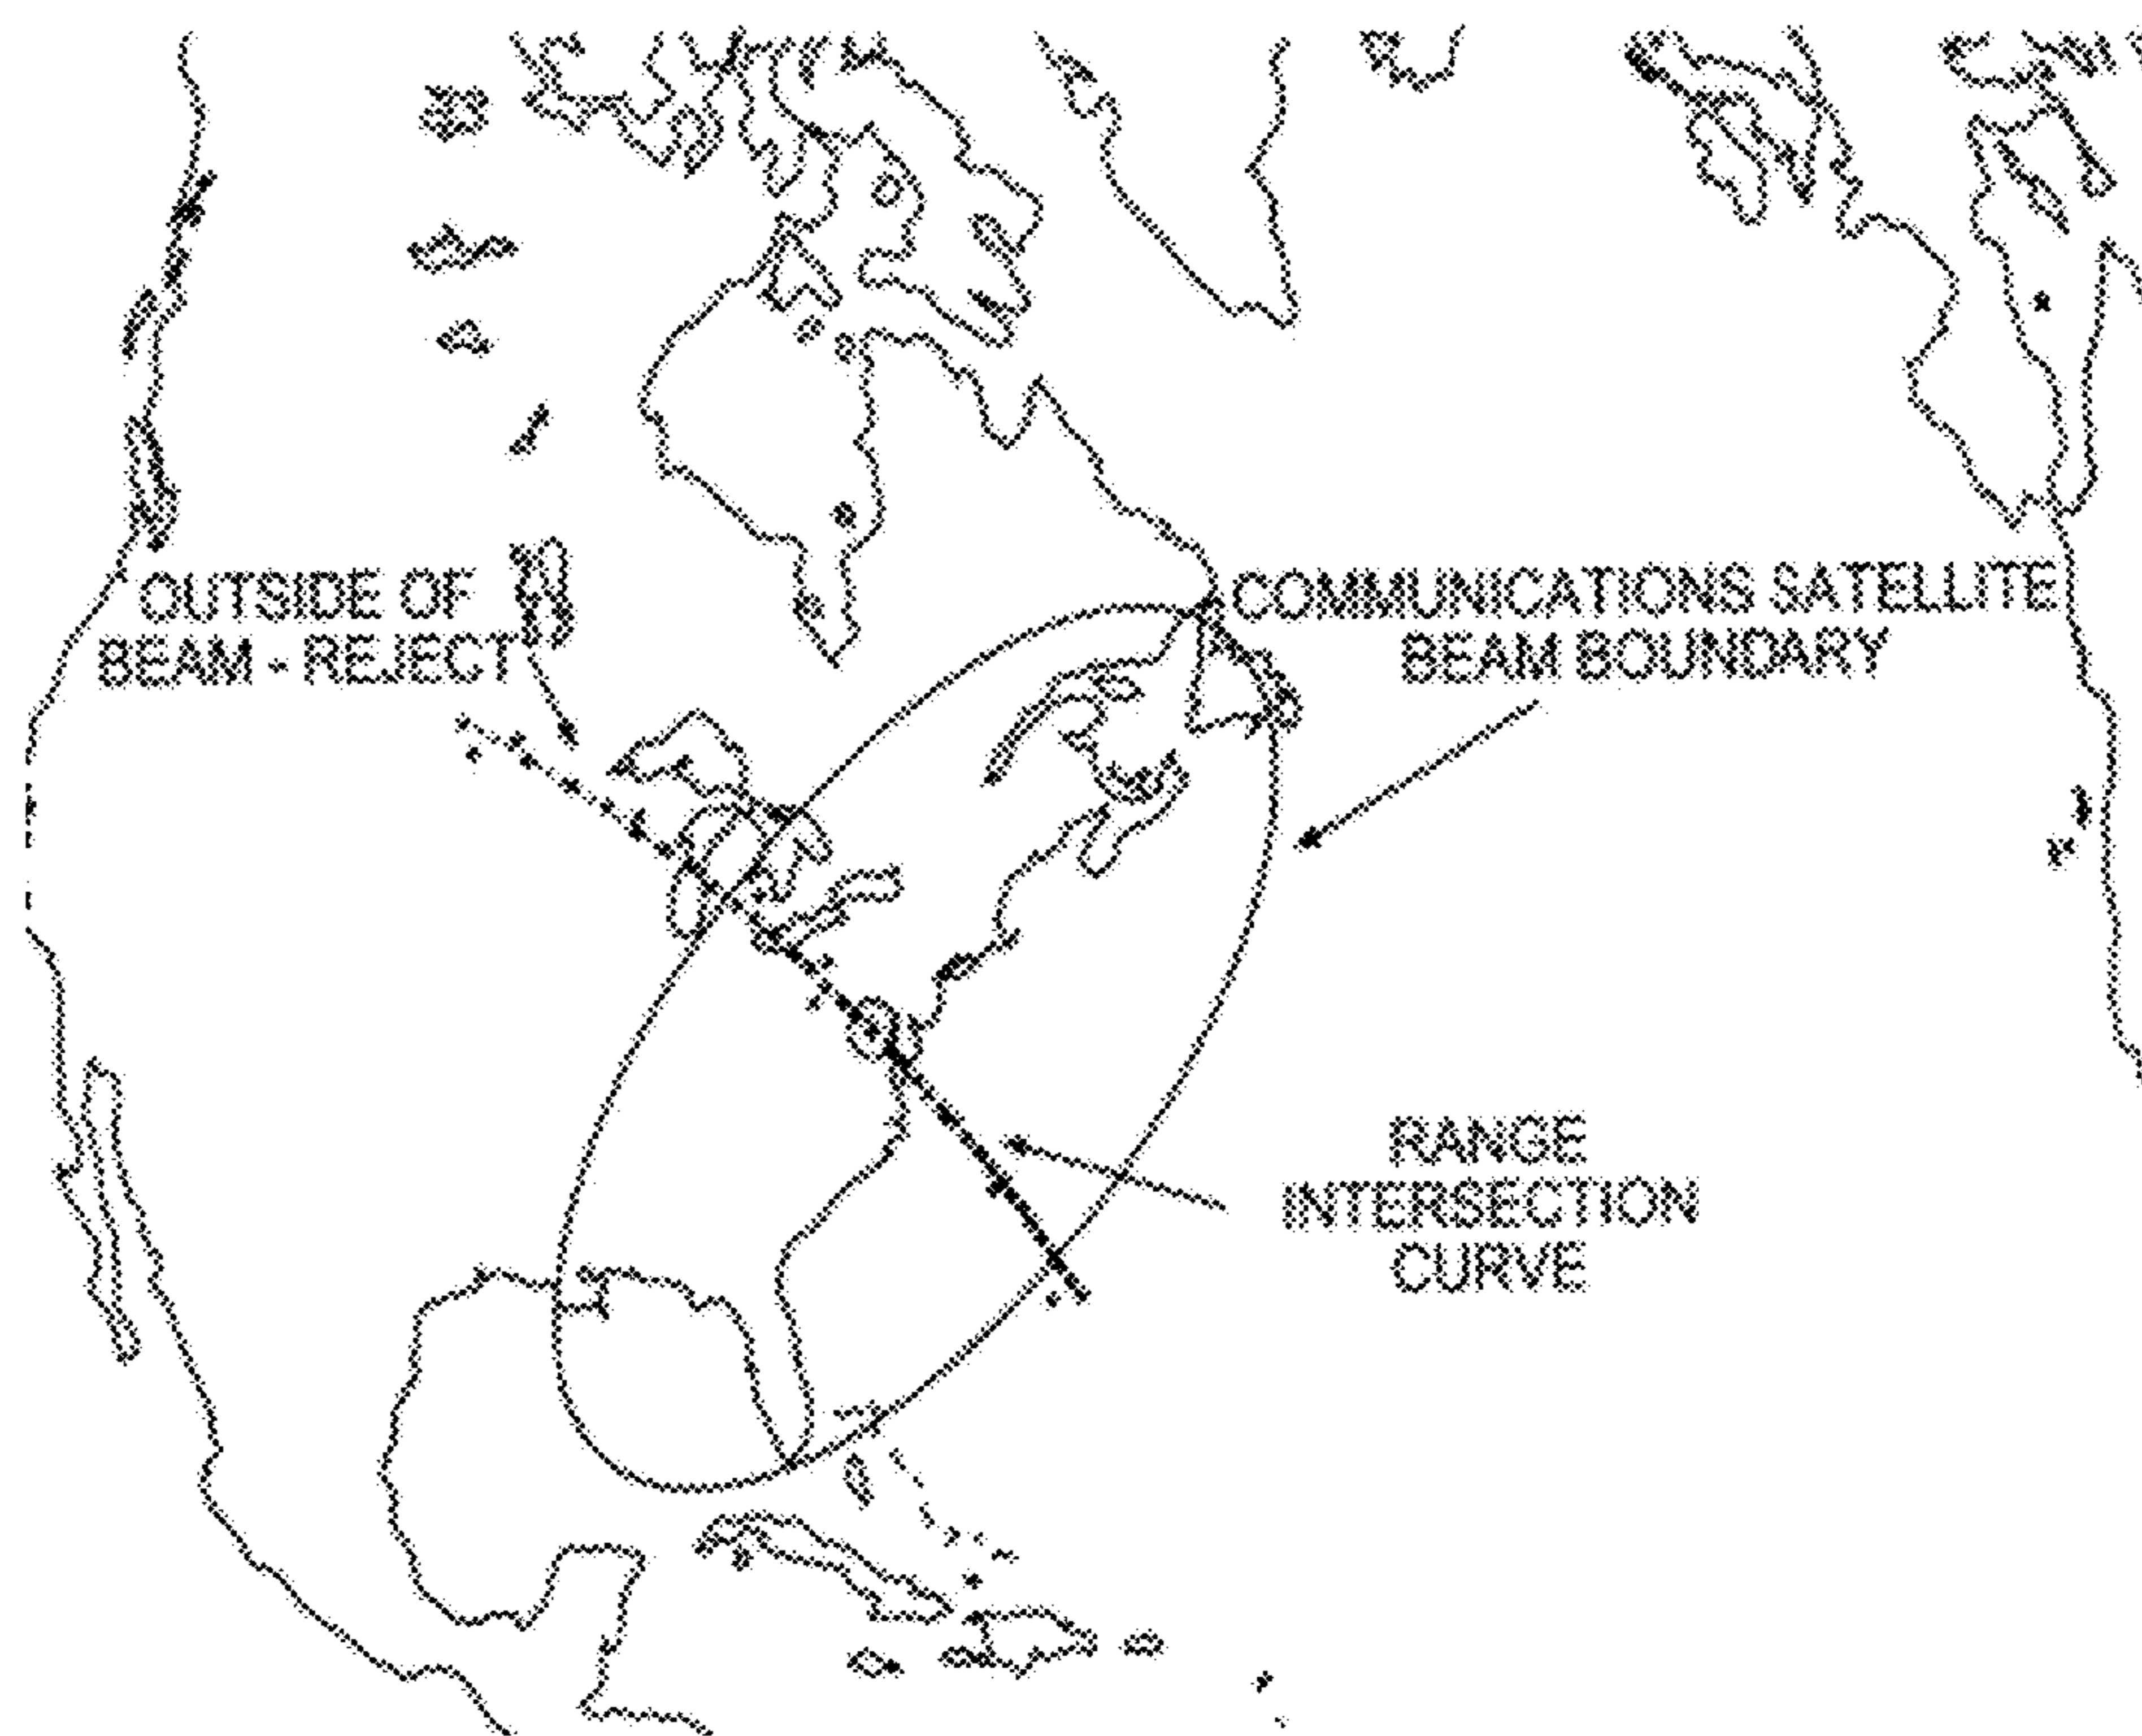 OUTSIDE OF
BEAM - REJECT
COMMUNICATIONS SATELLITE
BEAM BOUNDARY
RANGE
INTERSECTION
CURVE